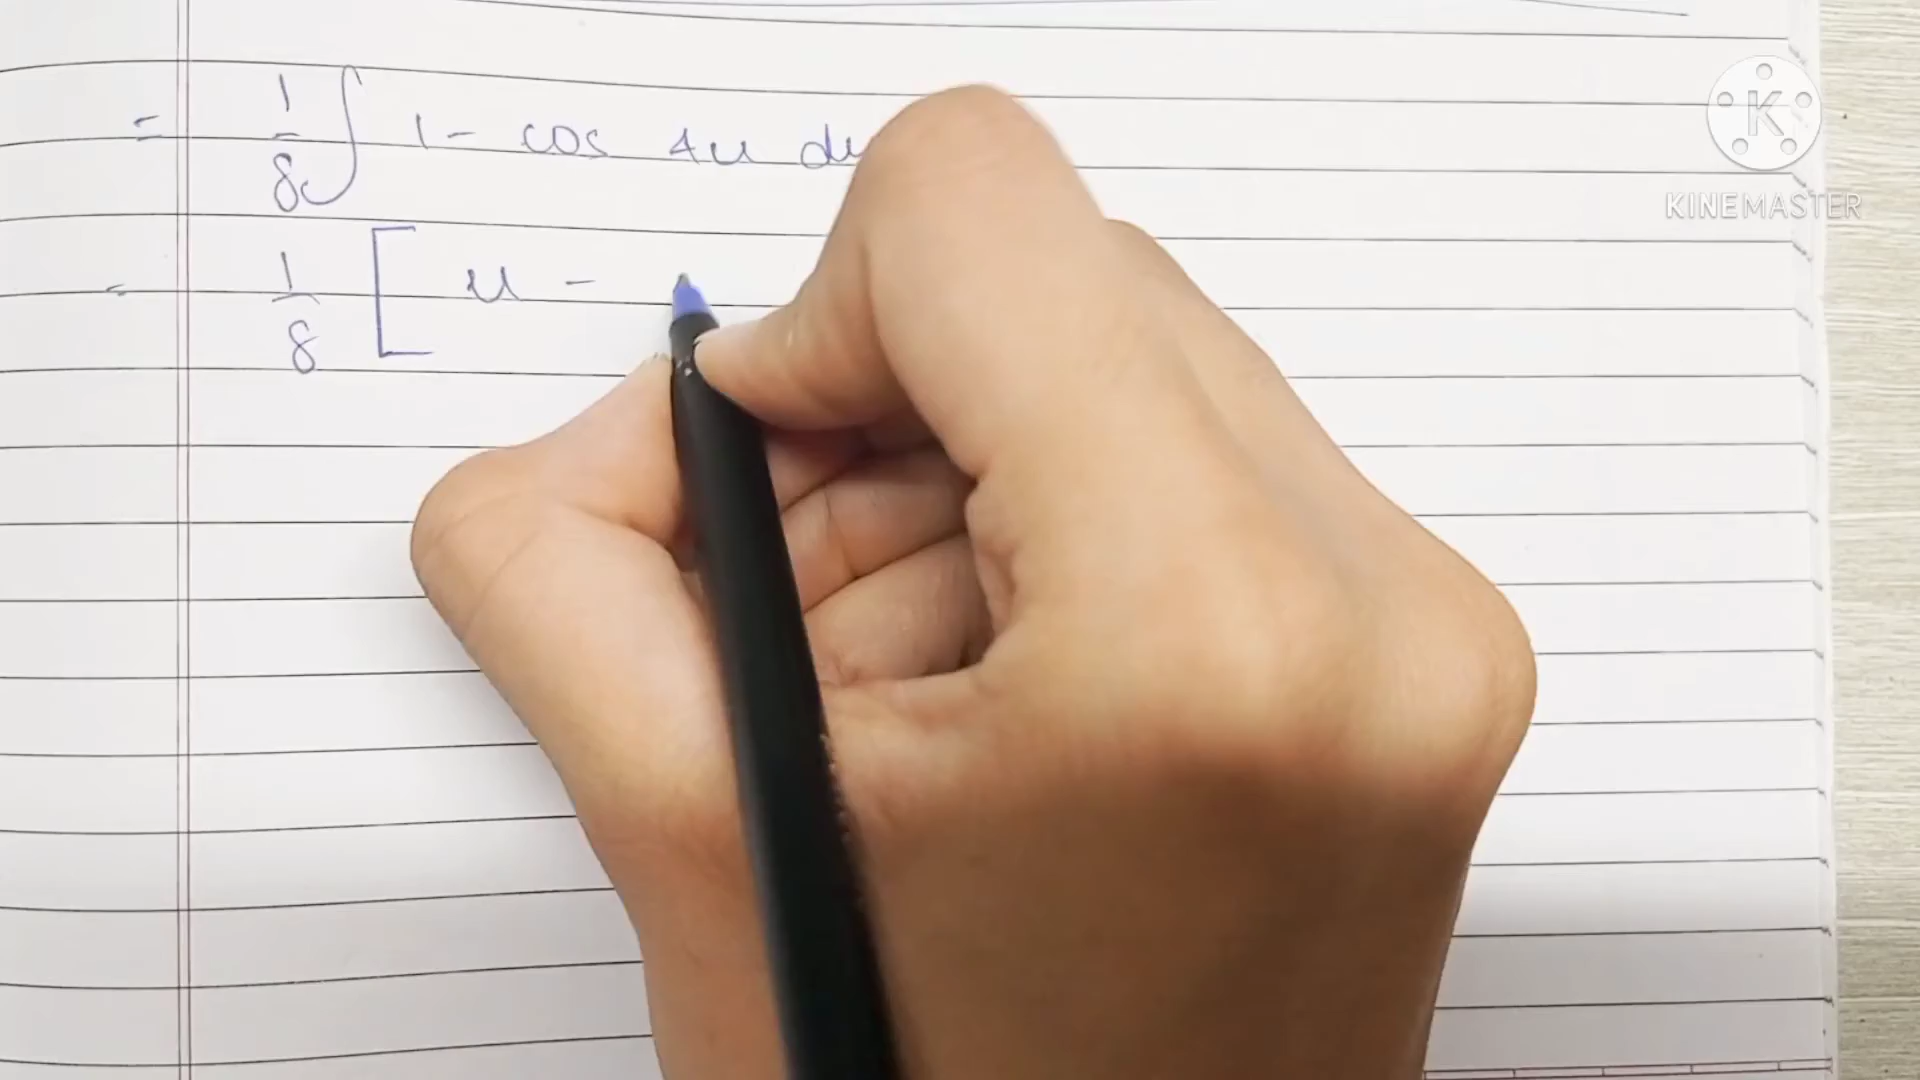 = 1/8 ∫ 1 - cos 4u du
= 1/8 [ u -
K
KINEMASTER